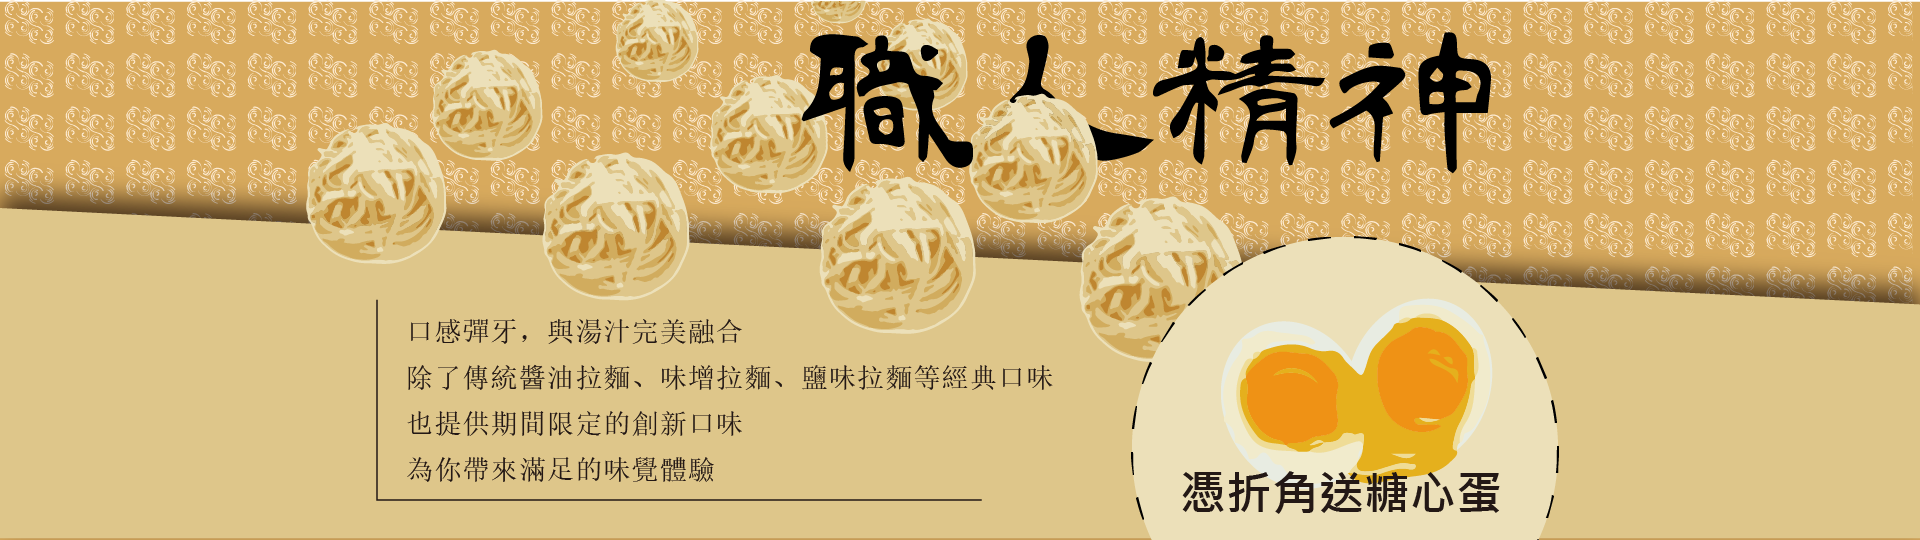 職人精神
口感彈牙，與湯汁完美融合
除了傳統醬油拉麵、味增拉麵、鹽味拉麵等經典口味
也提供期間限定的創新口味
為你帶來滿足的味覺體驗
憑折角送糖心蛋